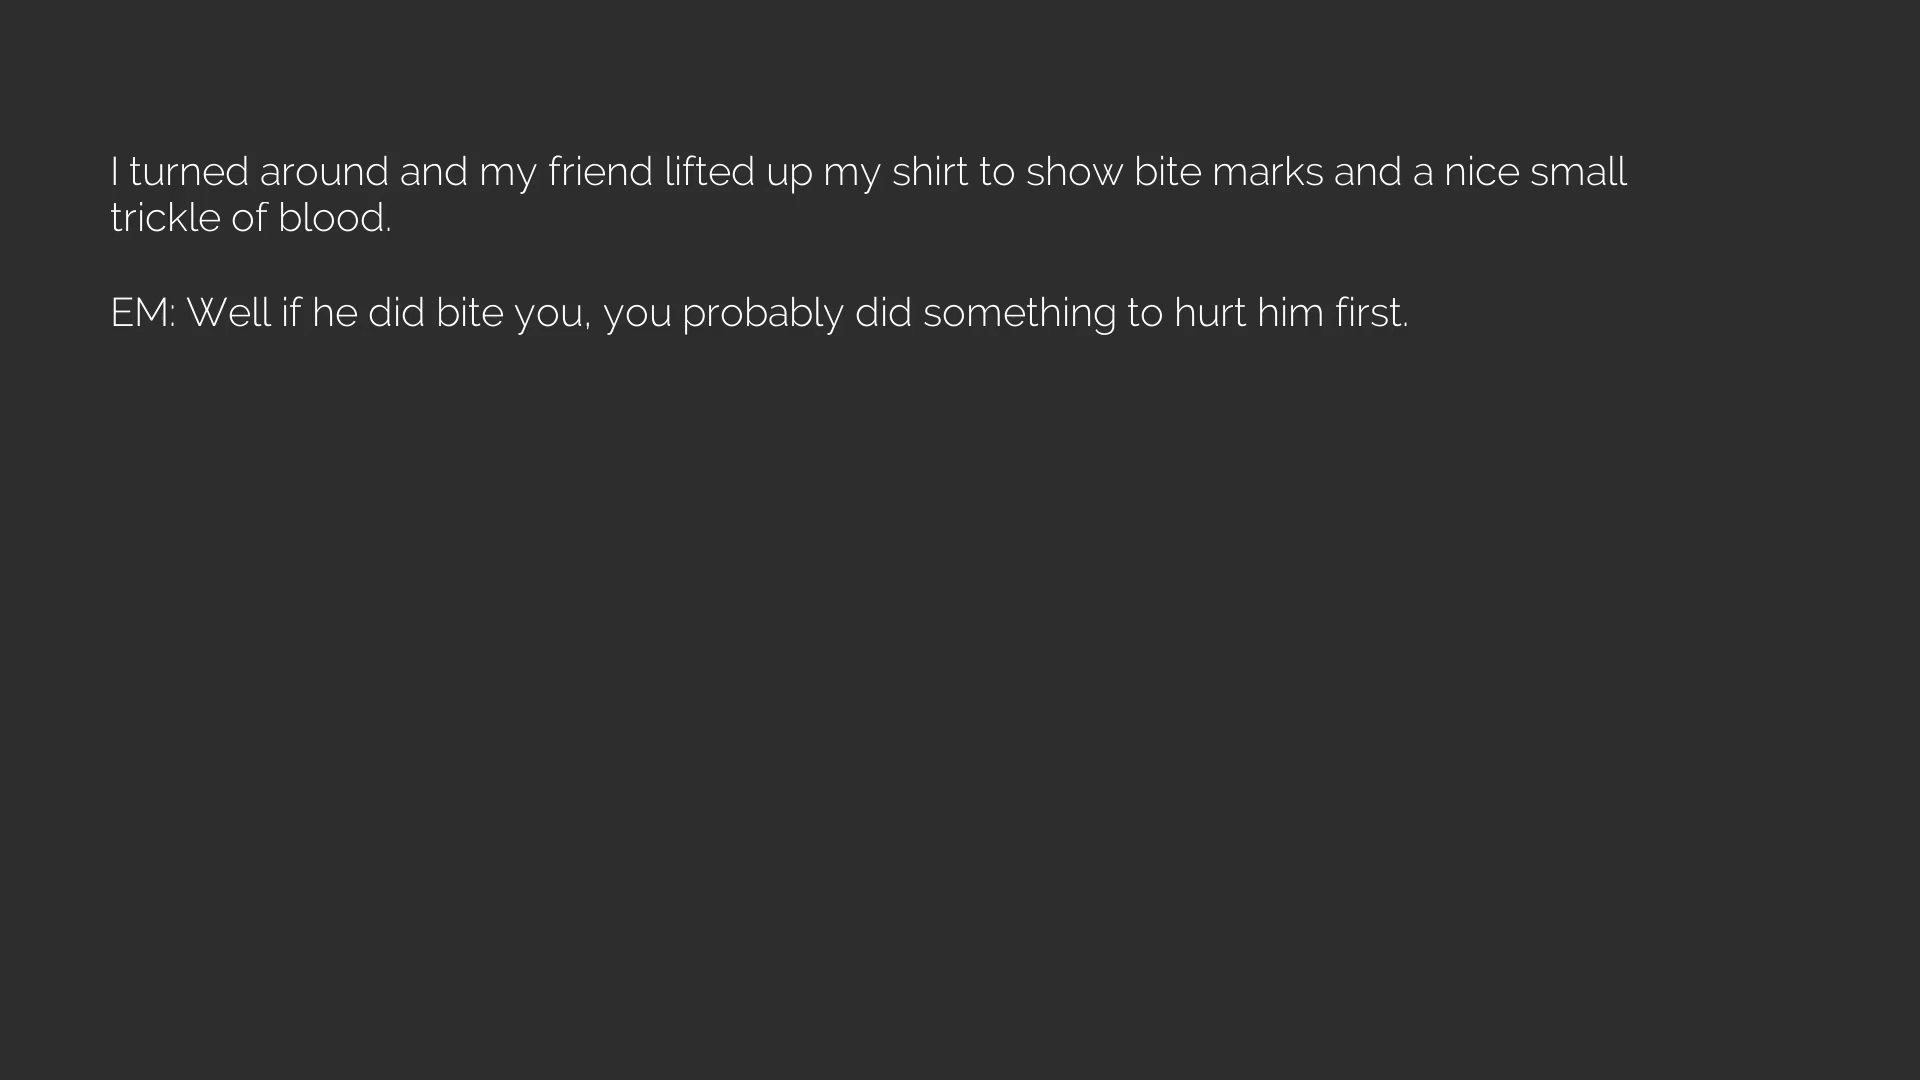 I turned around and my friend lifted up my shirt to show bite marks and a nice small
trickle of blood.
EM: Well if he did bite you, you probably did something to hurt him first.